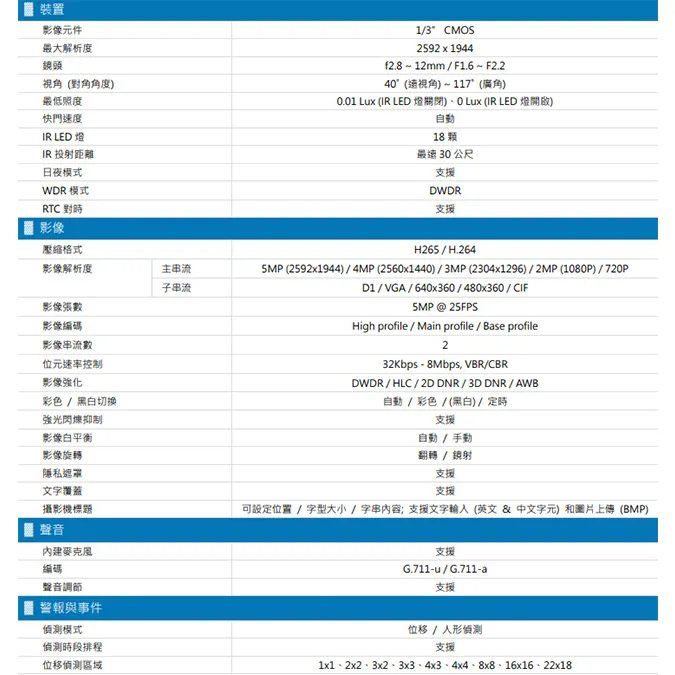 裝置
影像元件 1/3" CMOS
最大解析度 2592 x 1944
鏡頭 f2.8 ~ 12mm / F1.6 ~ F2.2
視角 (對角角度) 40° (遠視角) ~ 117° (廣角)
最低照度 0.01 Lux (IR LED 燈關閉)、0 Lux (IR LED 燈開啟)
快門速度 自動
IR LED 燈 18 顆
IR 投射距離 最遠 30 公尺
日夜模式 支援
WDR 模式 DWDR
RTC 對時 支援
影像
壓縮格式 H265 / H.264
影像解析度 主串流 5MP (2592x1944) / 4MP (2560x1440) / 3MP (2304x1296) / 2MP (1080P) / 720P
子串流 D1 / VGA / 640x360 / 480x360 / CIF
影像張數 5MP @ 25FPS
影像編碼 High profile / Main profile / Base profile
影像串流數 2
位元速率控制 32Kbps - 8Mbps, VBR/CBR
影像強化 DWDR / HLC / 2D DNR / 3D DNR / AWB
彩色 / 黑白切換 自動 / 彩色 / (黑白) / 定時
強光閃爍抑制 支援
影像白平衡 自動 / 手動
影像旋轉 翻轉 / 鏡射
隱私遮罩 支援
文字覆蓋 支援
攝影機標題 可設定位置 / 字型大小 / 字串內容; 支援文字輸入 (英文 & 中文字元) 和圖片上傳 (BMP)
聲音
內建麥克風 支援
編碼 G.711-u / G.711-a
聲音調節 支援
警報與事件
偵測模式 位移 / 人形偵測
偵測時段排程 支援
位移偵測區域 1x1、2x2、3x2、3x3、4x3、4x4、8x8、16x16、22x18